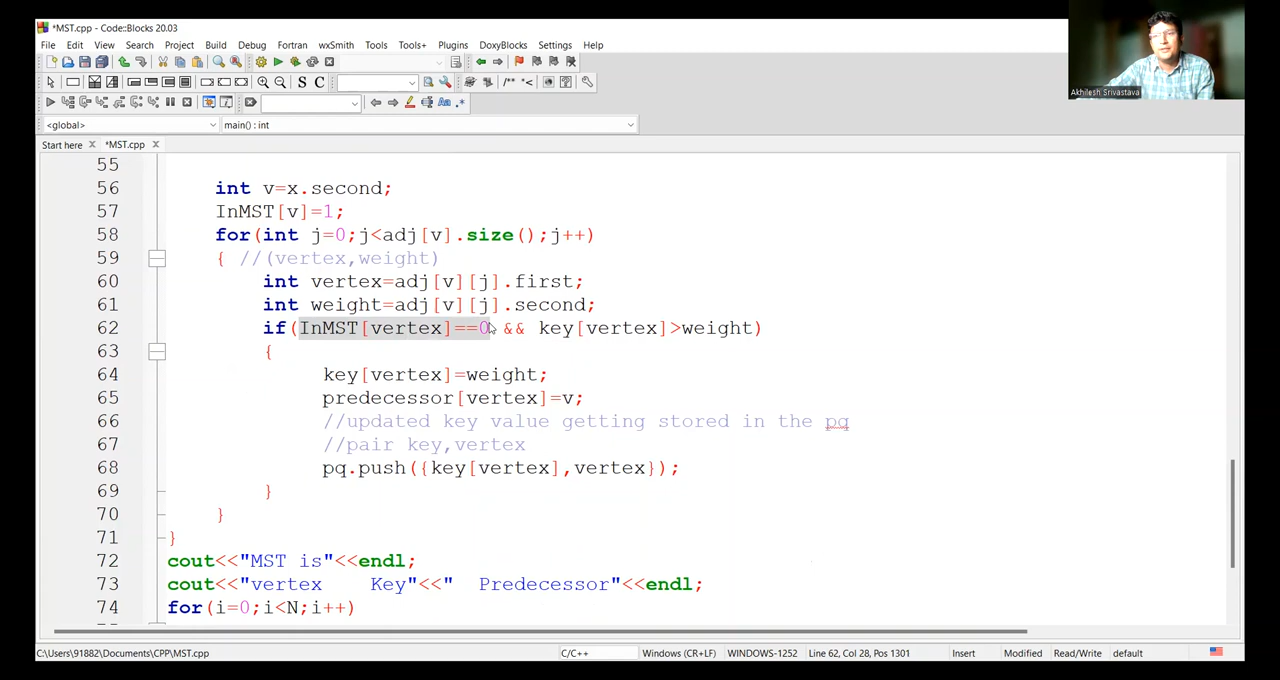 *MST.cpp - Code::Blocks 20.03
File Edit View Search Project Build Debug Fortran wxSmith Tools Tools+ Plugins DoxyBlocks Settings Help
S C /** *<
Aa .*
<global> main() : int
Start here *MST.cpp
Akhilesh Srivastava
55
56 int v=x.second;
57 InMST[v]=1;
58 for(int j=0;j<adj[v].size();j++)
59 { //(vertex,weight)
60 int vertex=adj[v][j].first;
61 int weight=adj[v][j].second;
62 if(InMST[vertex]==0 && key[vertex]>weight)
63 {
64 key[vertex]=weight;
65 predecessor[vertex]=v;
66 //updated key value getting stored in the pq
67 //pair key,vertex
68 pq.push({key[vertex],vertex});
69 }
70 }
71 }
72 cout<<"MST is"<<endl;
73 cout<<"vertex    Key"<<"  Predecessor"<<endl;
74 for(i=0;i<N;i++)
C:\Users\91882\Documents\CPP\MST.cpp C/C++ Windows (CR+LF) WINDOWS-1252 Line 62, Col 28, Pos 1301 Insert Modified Read/Write default